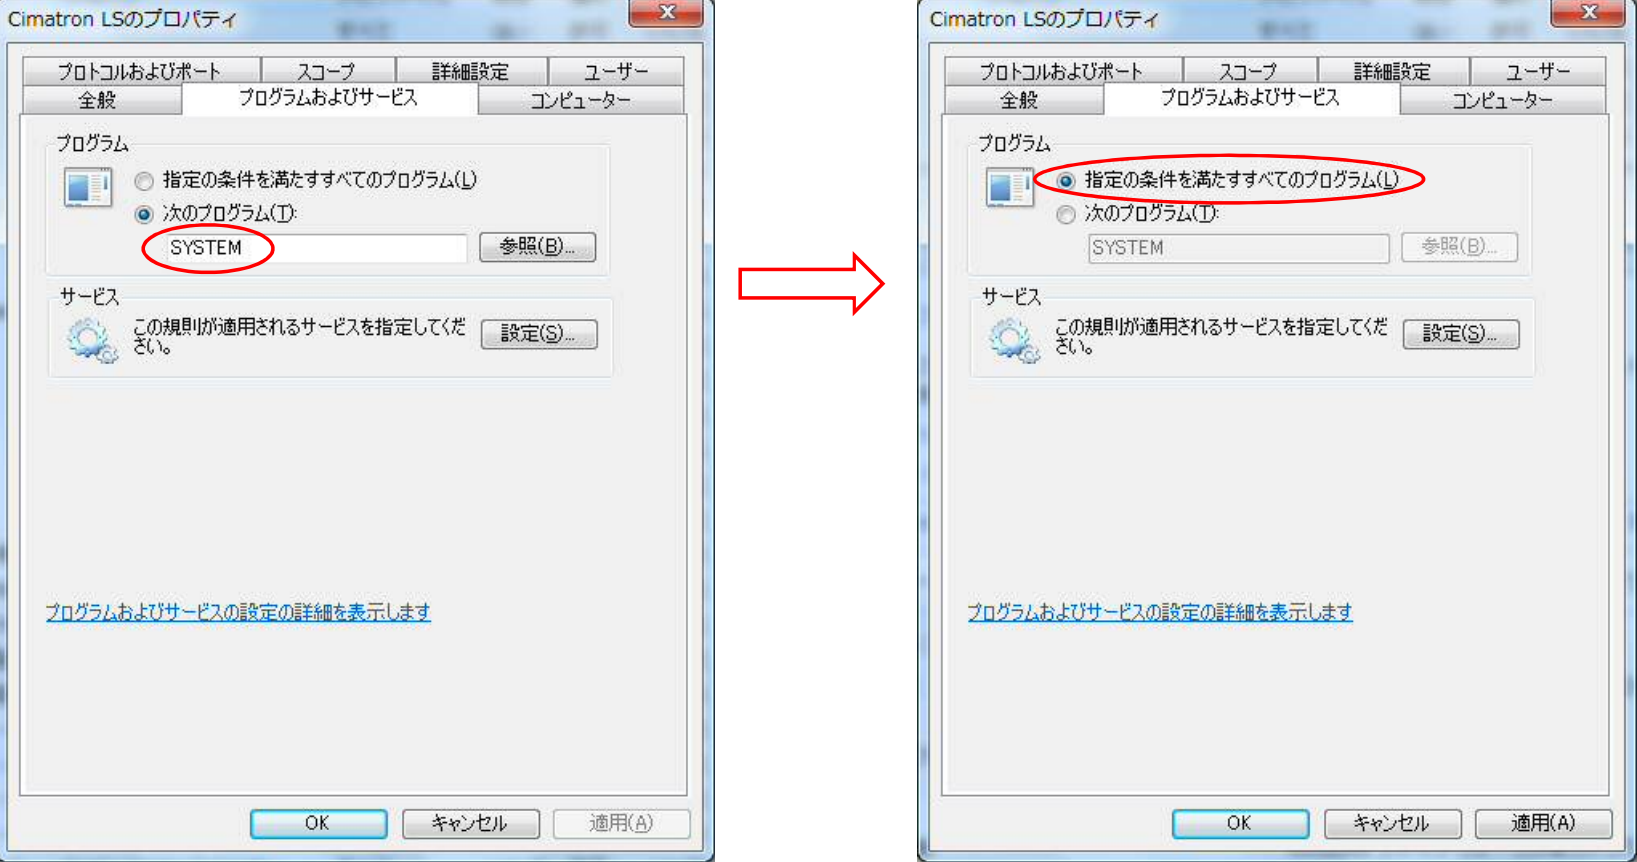 Cimatron LSのプロパティ
プロトコルおよびポート
スコープ
詳細設定
ユーザー
全般
プログラムおよびサービス
コンピューター
プログラム
指定の条件を満たすすべてのプログラム(L)
次のプログラム(T):
SYSTEM
参照(B)...
サービス
この規則が適用されるサービスを指定してくだ
さい。
設定(S)...
プログラムおよびサービスの設定の詳細を表示します
OK
キャンセル
適用(A)
Cimatron LSのプロパティ
プロトコルおよびポート
スコープ
詳細設定
ユーザー
全般
プログラムおよびサービス
コンピューター
プログラム
指定の条件を満たすすべてのプログラム(L)
次のプログラム(T):
SYSTEM
参照(B)...
サービス
この規則が適用されるサービスを指定してくだ
さい。
設定(S)...
プログラムおよびサービスの設定の詳細を表示します
OK
キャンセル
適用(A)